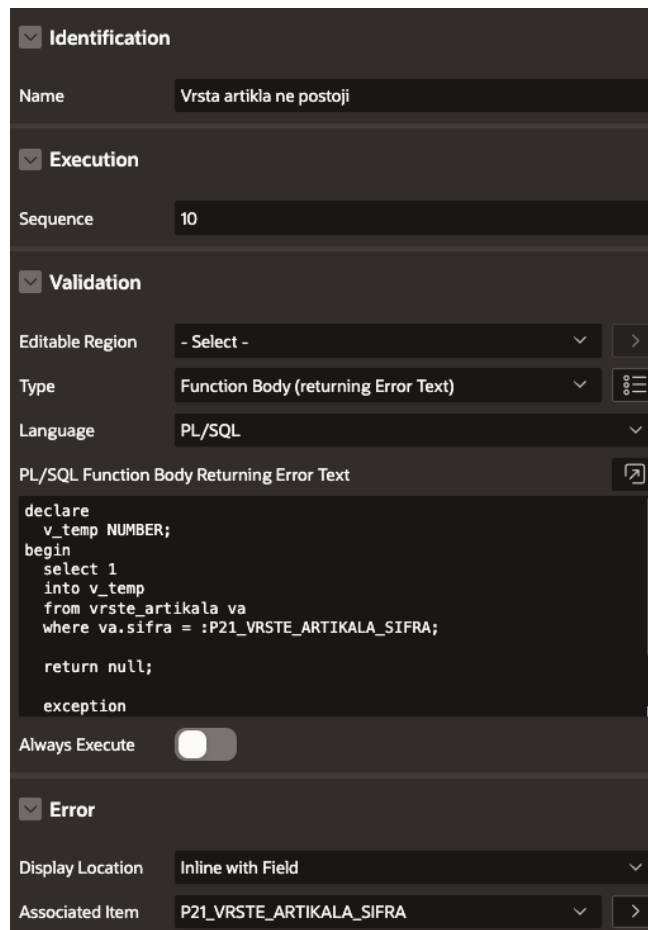 Identification
Name Vrsta artikla ne postoji
Execution
Sequence 10
Validation
Editable Region - Select -
Type Function Body (returning Error Text)
Language PL/SQL
PL/SQL Function Body Returning Error Text
declare
  v_temp NUMBER;
begin
  select 1
  into v_temp
  from vrste_artikala va
  where va.sifra = :P21_VRSTE_ARTIKALA_SIFRA;
  return null;
  exception
Always Execute
Error
Display Location Inline with Field
Associated Item P21_VRSTE_ARTIKALA_SIFRA